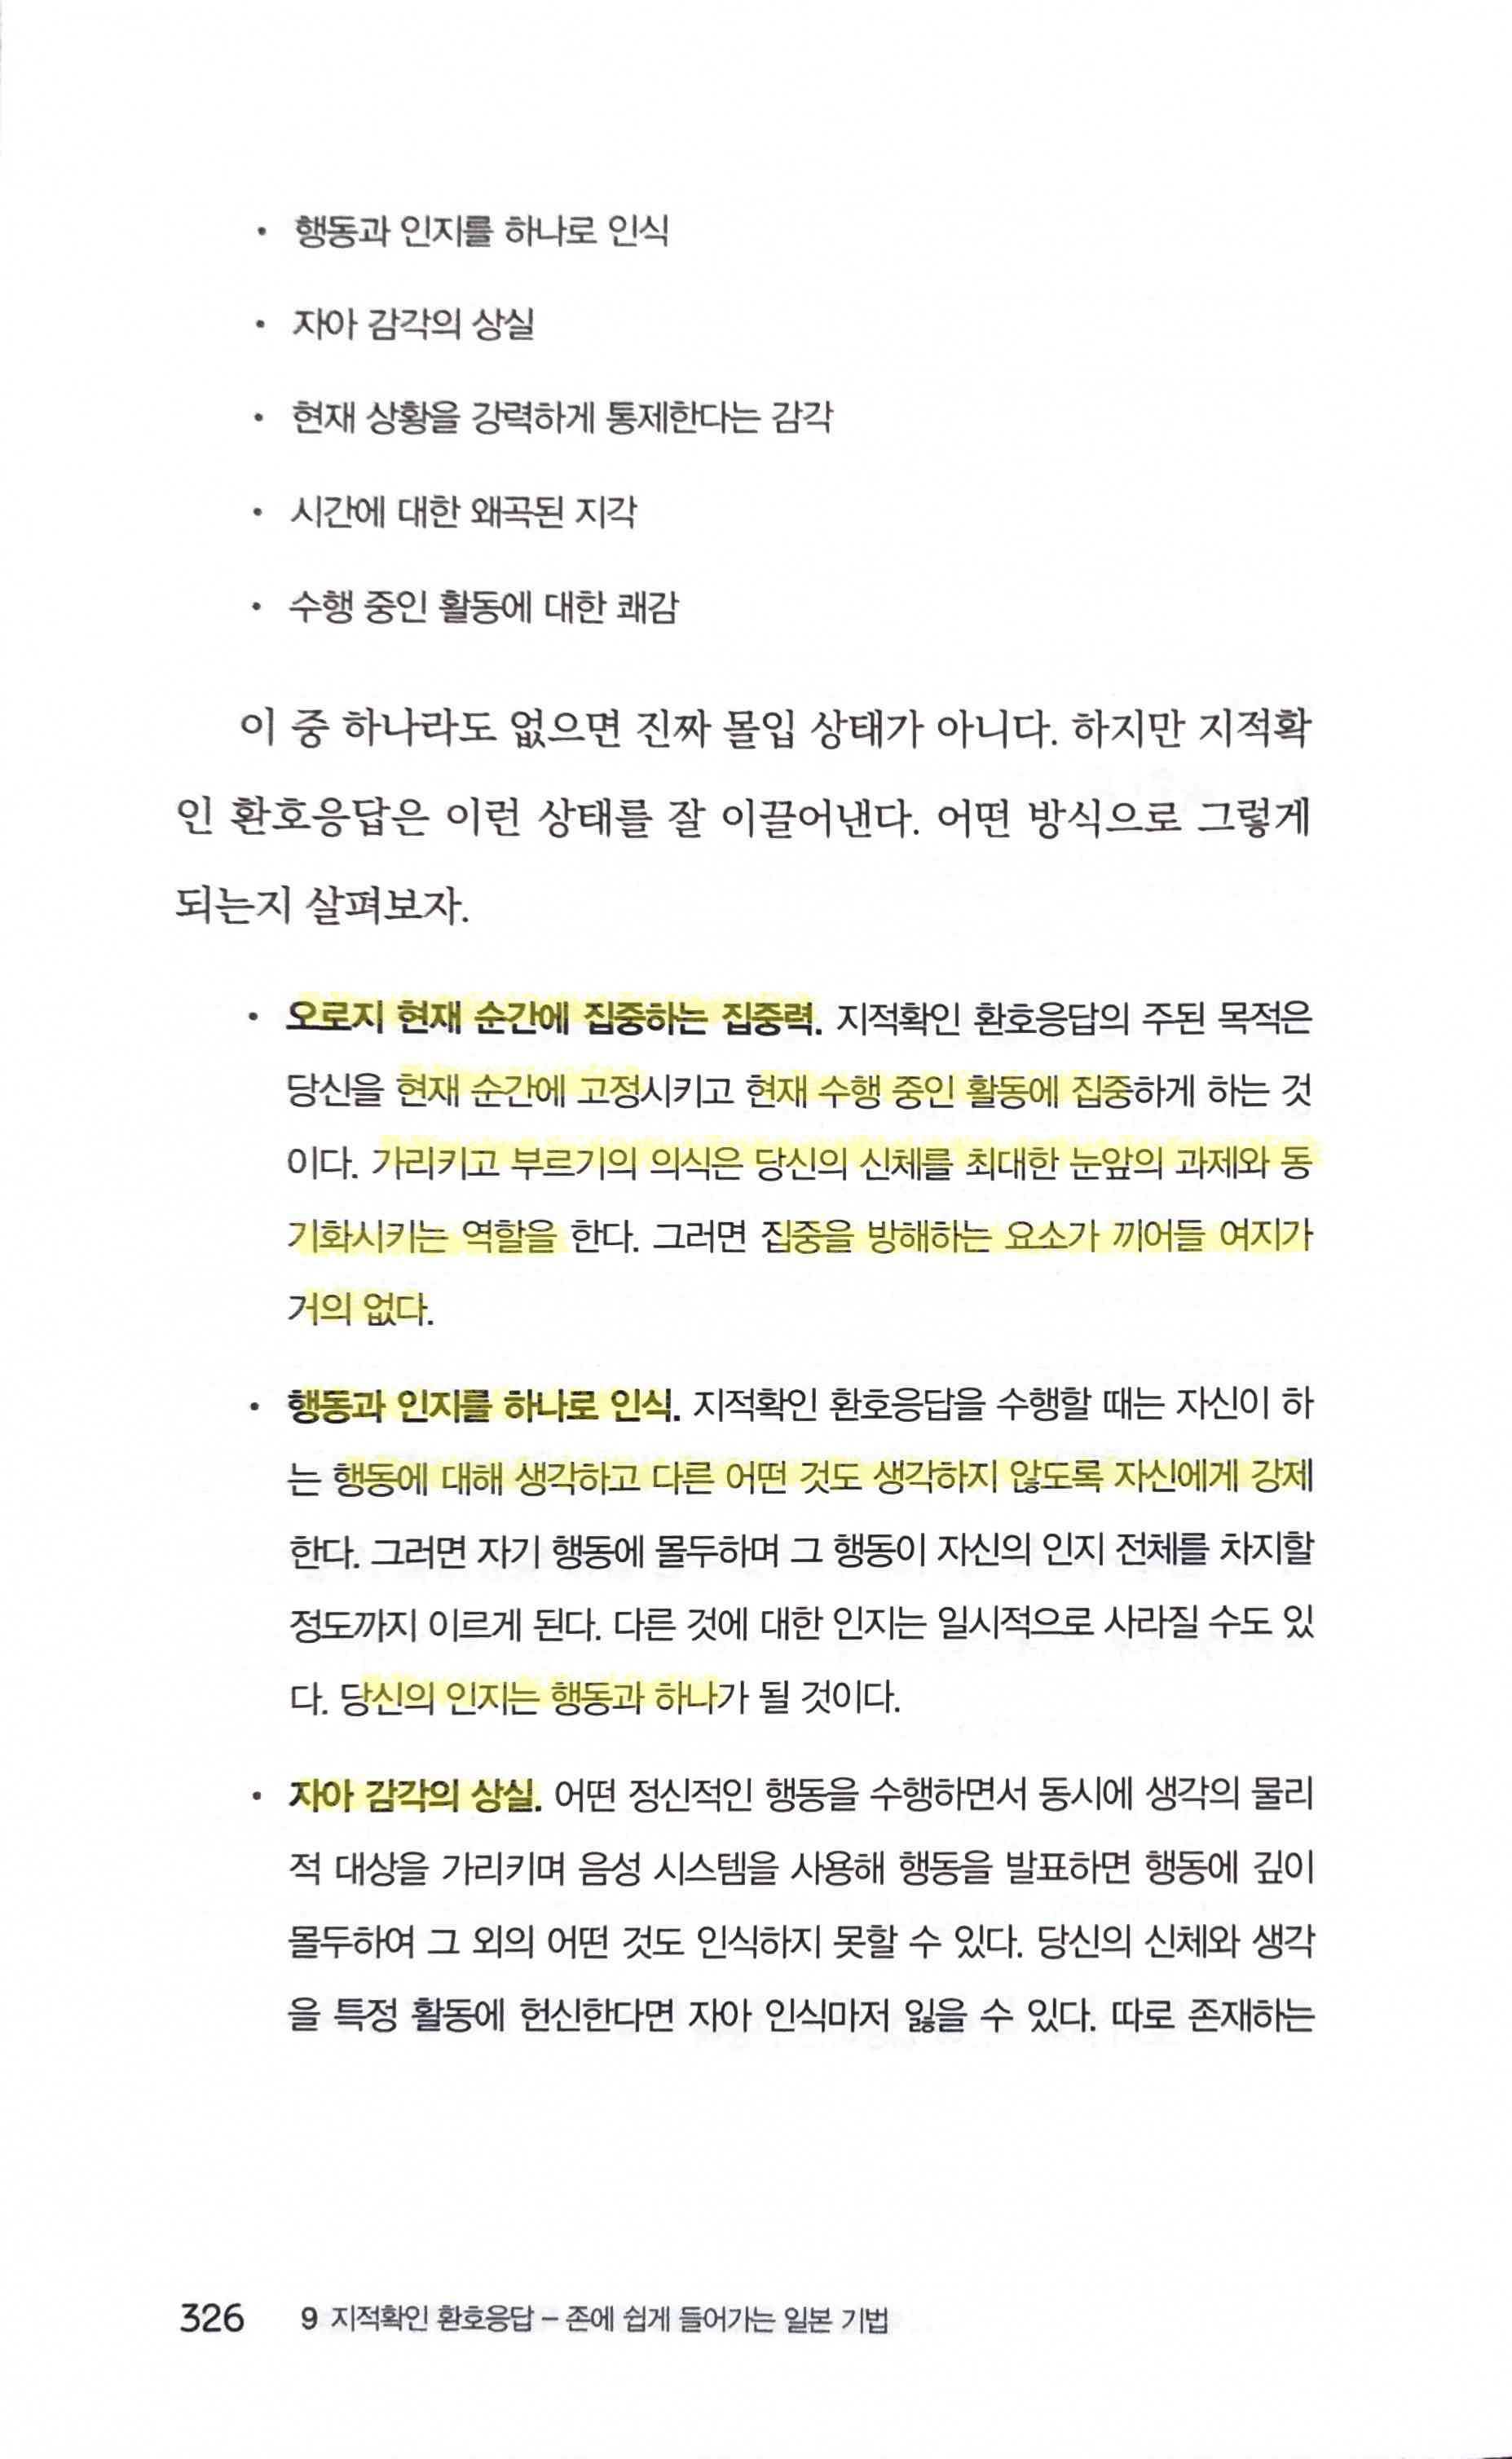 · 행동과 인지를 하나로 인식
· 자아 감각의 상실
· 현재 상황을 강력하게 통제한다는 감각
· 시간에 대한 왜곡된 지각
· 수행 중인 활동에 대한 쾌감
이 중 하나라도 없으면 진짜 몰입 상태가 아니다. 하지만 지적확
인 환호응답은 이런 상태를 잘 이끌어낸다. 어떤 방식으로 그렇게
되는지 살펴보자.
· 오로지 현재 순간에 집중하는 집중력. 지적확인 환호응답의 주된 목적은
당신을 현재 순간에 고정시키고 현재 수행 중인 활동에 집중하게 하는 것
이다. 가리키고 부르기의 의식은 당신의 신체를 최대한 눈앞의 과제와 동
기화시키는 역할을 한다. 그러면 집중을 방해하는 요소가 끼어들 여지가
거의 없다.
· 행동과 인지를 하나로 인식. 지적확인 환호응답을 수행할 때는 자신이 하
는 행동에 대해 생각하고 다른 어떤 것도 생각하지 않도록 자신에게 강제
한다. 그러면 자기 행동에 몰두하며 그 행동이 자신의 인지 전체를 차지할
정도까지 이르게 된다. 다른 것에 대한 인지는 일시적으로 사라질 수도 있
다. 당신의 인지는 행동과 하나가 될 것이다.
· 자아 감각의 상실. 어떤 정신적인 행동을 수행하면서 동시에 생각의 물리
적 대상을 가리키며 음성 시스템을 사용해 행동을 발표하면 행동에 깊이
몰두하여 그 외의 어떤 것도 인식하지 못할 수 있다. 당신의 신체와 생각
을 특정 활동에 헌신한다면 자아 인식마저 잃을 수 있다. 따로 존재하는
326 9 지적확인 환호응답 – 존에 쉽게 들어가는 일본 기법